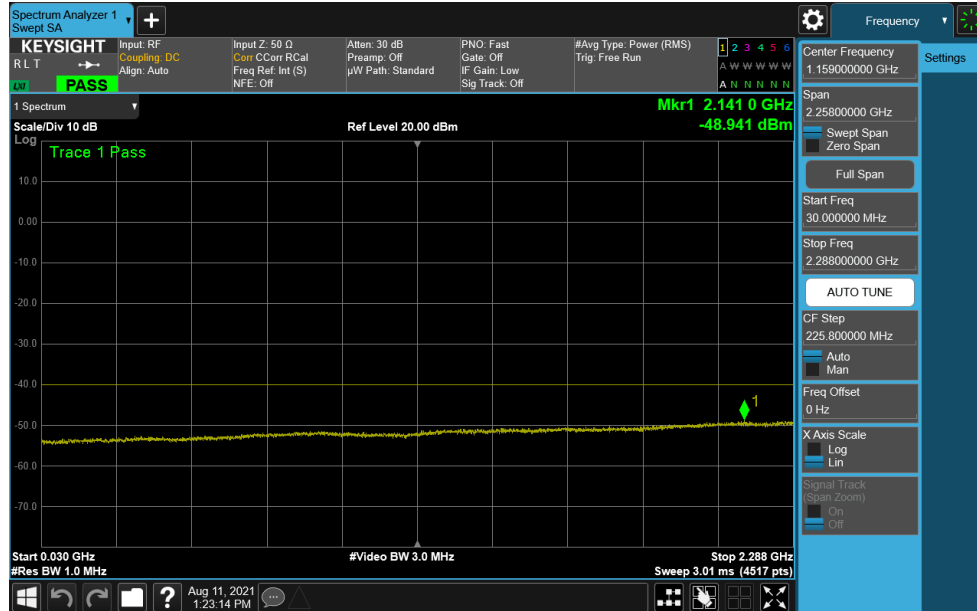 Spectrum Analyzer 1
Swept SA
+
Frequency
KEYSIGHT
R L T
LXI
PASS
Input: RF
Coupling: DC
Align: Auto
Input Z: 50 Ω
Corr CCorr RCal
Freq Ref: Int (S)
NFE: Off
Atten: 30 dB
Preamp: Off
µW Path: Standard
PNO: Fast
Gate: Off
IF Gain: Low
Sig Track: Off
#Avg Type: Power (RMS)
Trig: Free Run
1 2 3 4 5 6
A W W W W W
A N N N N N
1 Spectrum
Scale/Div 10 dB
Ref Level 20.00 dBm
Mkr1 2.141 0 GHz
-48.941 dBm
Log
Trace 1 Pass
10.0
0.00
-10.0
-20.0
-30.0
-40.0
1
-50.0
-60.0
-70.0
Start 0.030 GHz
#Video BW 3.0 MHz
Stop 2.288 GHz
#Res BW 1.0 MHz
Sweep 3.01 ms (4517 pts)
?
Aug 11, 2021
1:23:14 PM
Center Frequency
1.159000000 GHz
Settings
Span
2.25800000 GHz
Swept Span
Zero Span
Full Span
Start Freq
30.000000 MHz
Stop Freq
2.288000000 GHz
AUTO TUNE
CF Step
225.800000 MHz
Auto
Man
Freq Offset
0 Hz
X Axis Scale
Log
Lin
Signal Track
(Span Zoom)
On
Off